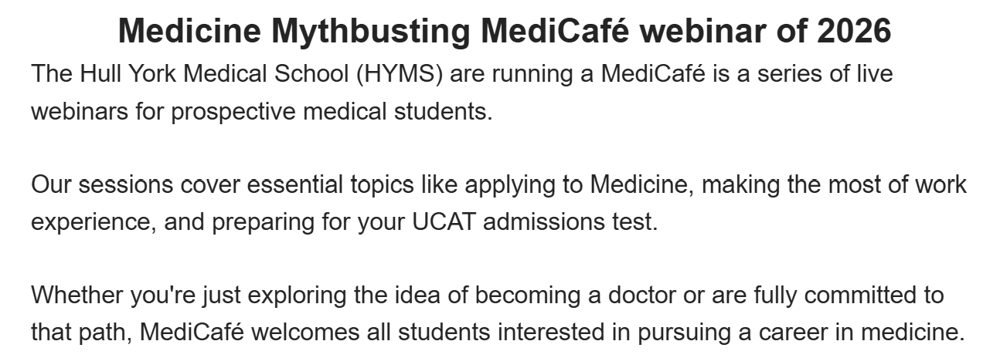 Medicine Mythbusting MediCafé webinar of 2026
The Hull York Medical School (HYMS) are running a MediCafé is a series of live
webinars for prospective medical students.
Our sessions cover essential topics like applying to Medicine, making the most of work
experience, and preparing for your UCAT admissions test.
Whether you're just exploring the idea of becoming a doctor or are fully committed to
that path, MediCafé welcomes all students interested in pursuing a career in medicine.